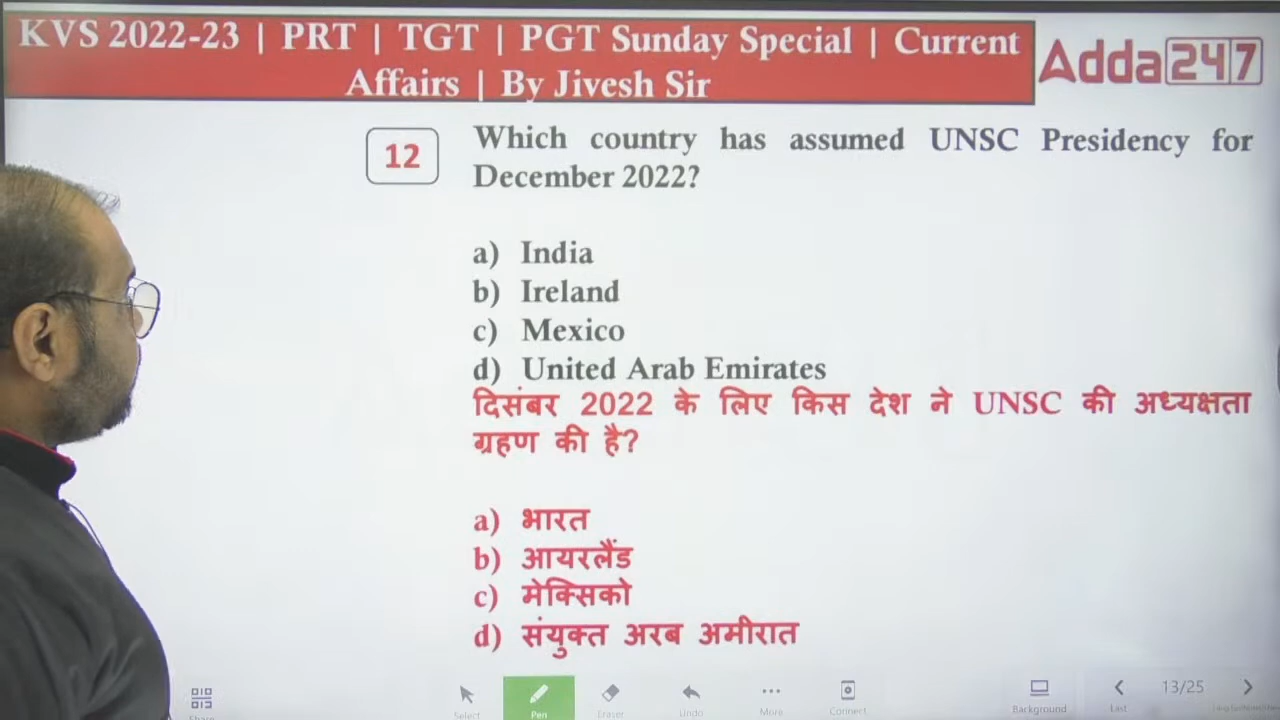 KVS 2022-23 | PRT | TGT | PGT Sunday Special | Current
Affairs | By Jivesh Sir
Adda247
12
Which country has assumed UNSC Presidency for
December 2022?
a) India
b) Ireland
c) Mexico
d) United Arab Emirates
दिसंबर 2022 के लिए किस देश ने UNSC की अध्यक्षता
ग्रहण की है?
a) भारत
b) आयरलैंड
c) मेक्सिको
d) संयुक्त अरब अमीरात
Share
Select
Pen
Eraser
Undo
More
Connect
Background
Last
13/25